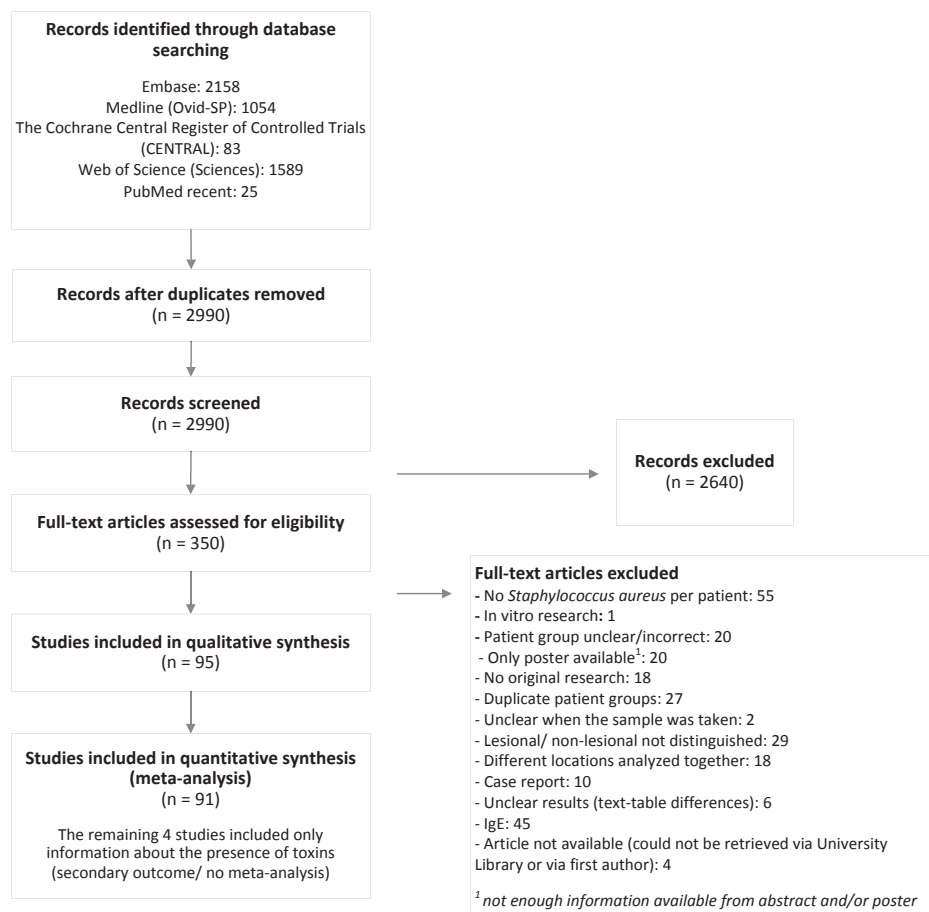 Records identified through database
searching
Embase: 2158
Medline (Ovid-SP): 1054
The Cochrane Central Register of Controlled Trials
(CENTRAL): 83
Web of Science (Sciences): 1589
PubMed recent: 25
Records after duplicates removed
(n = 2990)
Records screened
(n = 2990)
Records excluded
(n = 2640)
Full-text articles assessed for eligibility
(n = 350)
Full-text articles excluded
- No Staphylococcus aureus per patient: 55
- In vitro research: 1
- Patient group unclear/incorrect: 20
- Only poster available1: 20
- No original research: 18
- Duplicate patient groups: 27
- Unclear when the sample was taken: 2
- Lesional/ non-lesional not distinguished: 29
- Different locations analyzed together: 18
- Case report: 10
- Unclear results (text-table differences): 6
- IgE: 45
- Article not available (could not be retrieved via University
Library or via first author): 4
1 not enough information available from abstract and/or poster
Studies included in qualitative synthesis
(n = 95)
Studies included in quantitative synthesis
(meta-analysis)
(n = 91)
The remaining 4 studies included only
information about the presence of toxins
(secondary outcome/ no meta-analysis)